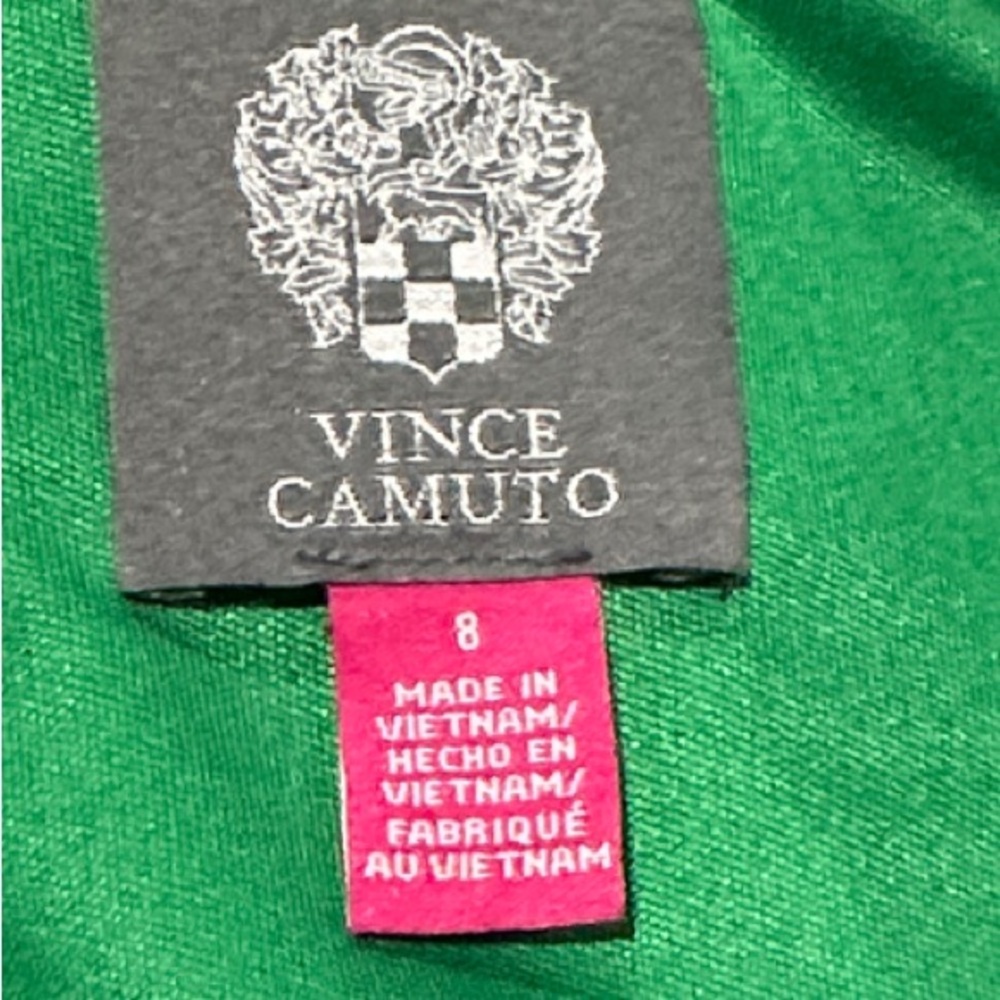 VINCE
CAMUTO
8
MADE IN
VIETNAM/
HECHO EN
VIETNAM/
FABRIQUÉ
AU VIETNAM